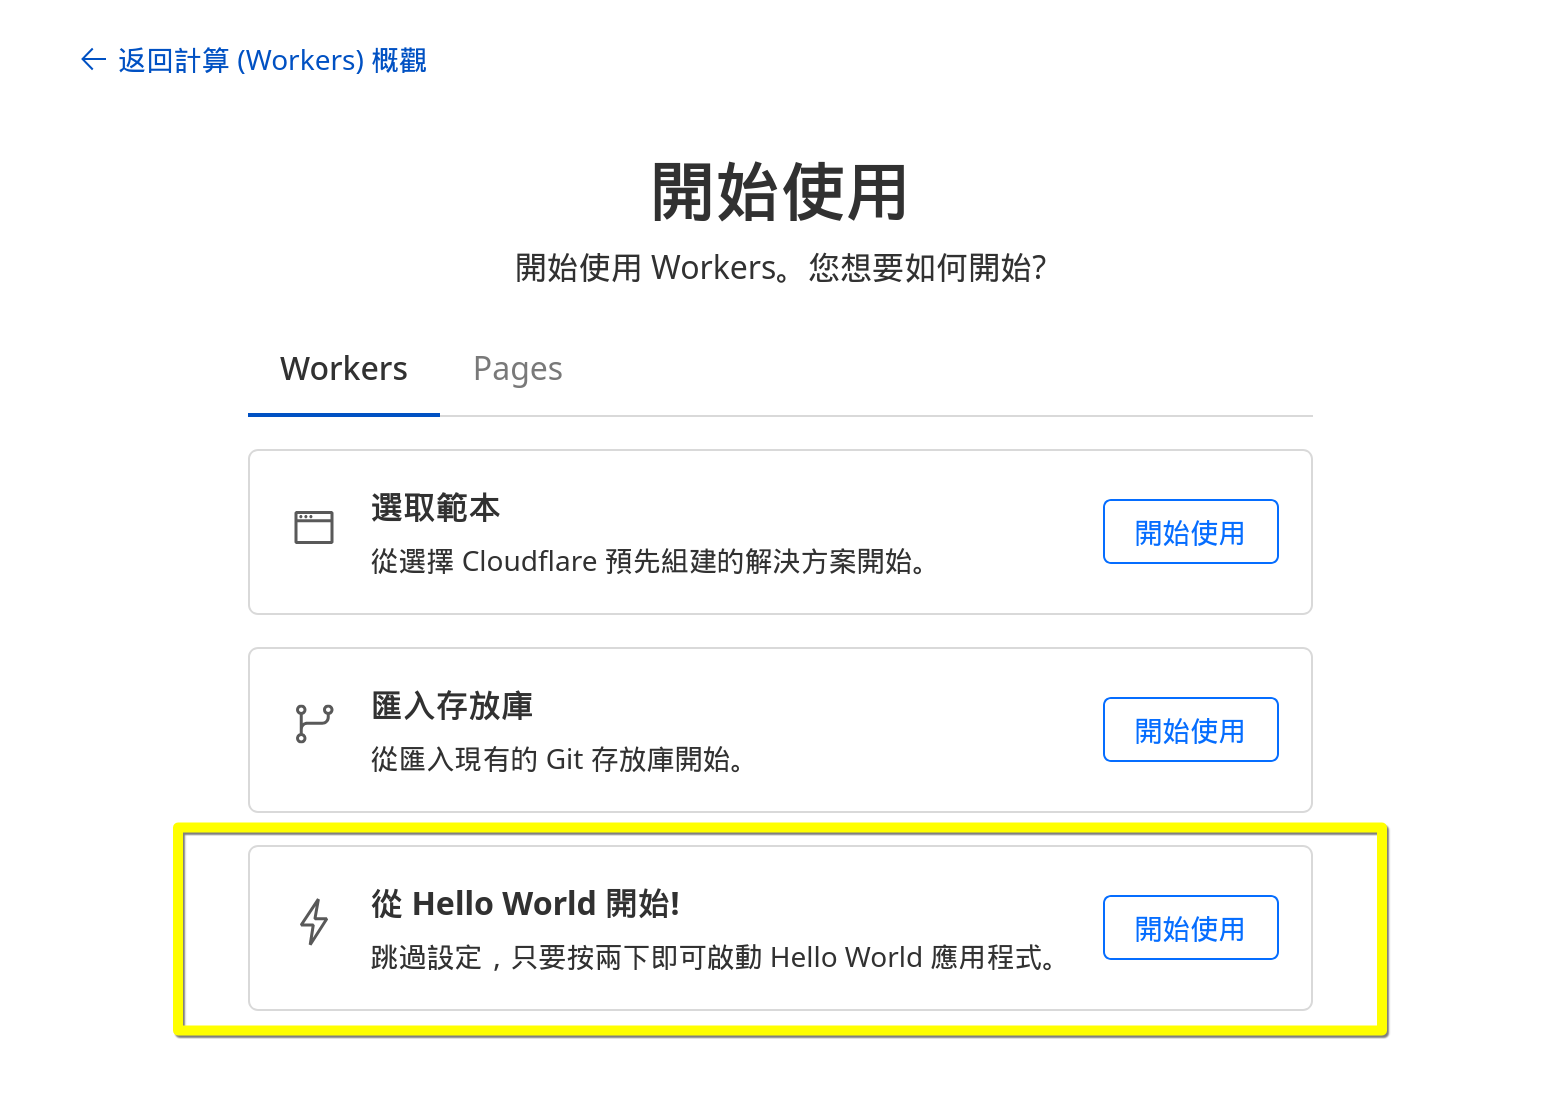 返回計算 (Workers) 概觀
開始使用
開始使用 Workers。您想要如何開始?
Workers
Pages
選取範本
從選擇 Cloudflare 預先組建的解決方案開始。
開始使用
匯入存放庫
從匯入現有的 Git 存放庫開始。
開始使用
從 Hello World 開始!
跳過設定，只要按兩下即可啟動 Hello World 應用程式。
開始使用